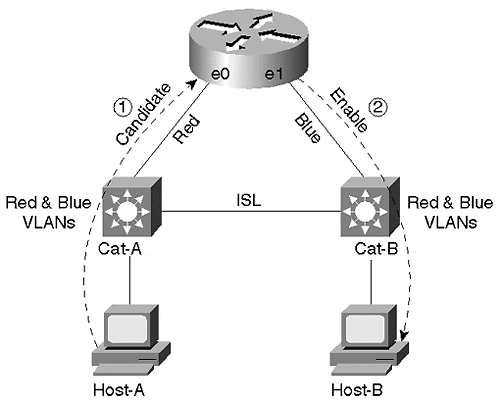 e0
e1
①
Candidate
Red
Blue
Enable
②
Red & Blue
VLANs
ISL
Red & Blue
VLANs
Cat-A
Cat-B
Host-A
Host-B